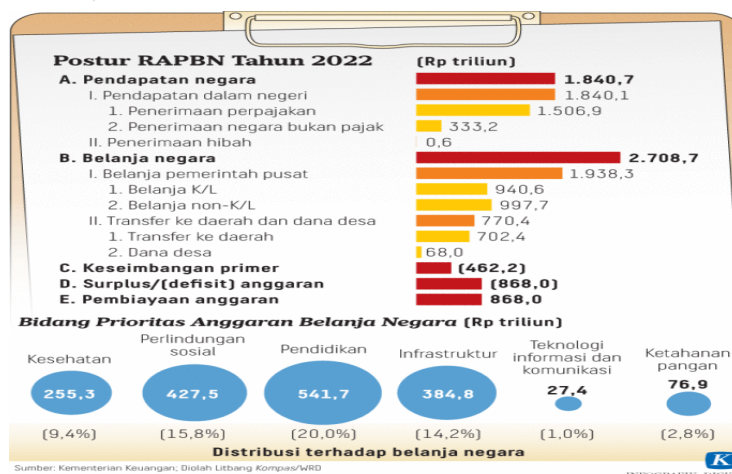 Postur RAPBN Tahun 2022 (Rp triliun)
A. Pendapatan negara 1.840,7
I. Pendapatan dalam negeri 1.840,1
1. Penerimaan perpajakan 1.506,9
2. Penerimaan negara bukan pajak 333,2
II. Penerimaan hibah 0,6
B. Belanja negara 2.708,7
I. Belanja pemerintah pusat 1.938,3
1. Belanja K/L 940,6
2. Belanja non-K/L 997,7
II. Transfer ke daerah dan dana desa 770,4
1. Transfer ke daerah 702,4
2. Dana desa 68,0
C. Keseimbangan primer (462,2)
D. Surplus/(defisit) anggaran (868,0)
E. Pembiayaan anggaran 868,0
Bidang Prioritas Anggaran Belanja Negara (Rp triliun)
Kesehatan
255,3
(9,4%)
Perlindungan
sosial
427,5
(15,8%)
Pendidikan
541,7
(20,0%)
Infrastruktur
384,8
(14,2%)
Teknologi
informasi dan
komunikasi
27,4
(1,0%)
Ketahanan
pangan
76,9
(2,8%)
Distribusi terhadap belanja negara
Sumber: Kementerian Keuangan; Diolah Litbang Kompas/WRD
K